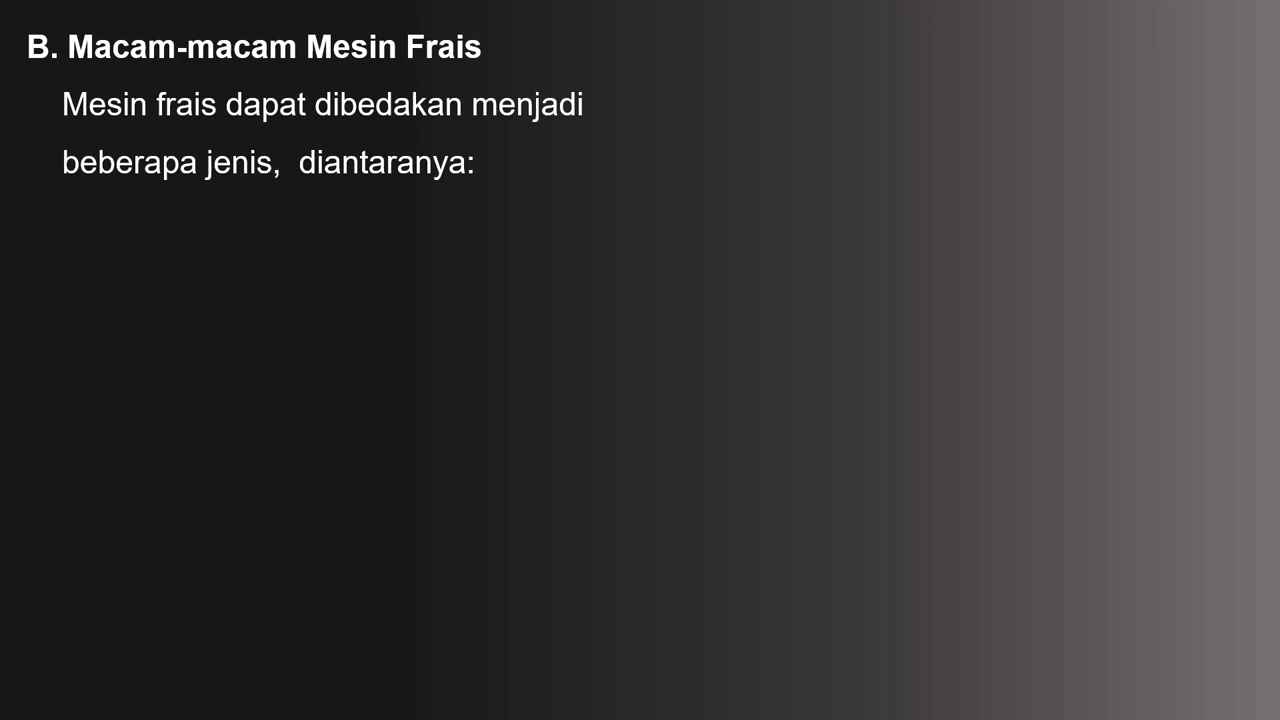 B. Macam-macam Mesin Frais
Mesin frais dapat dibedakan menjadi
beberapa jenis,  diantaranya: